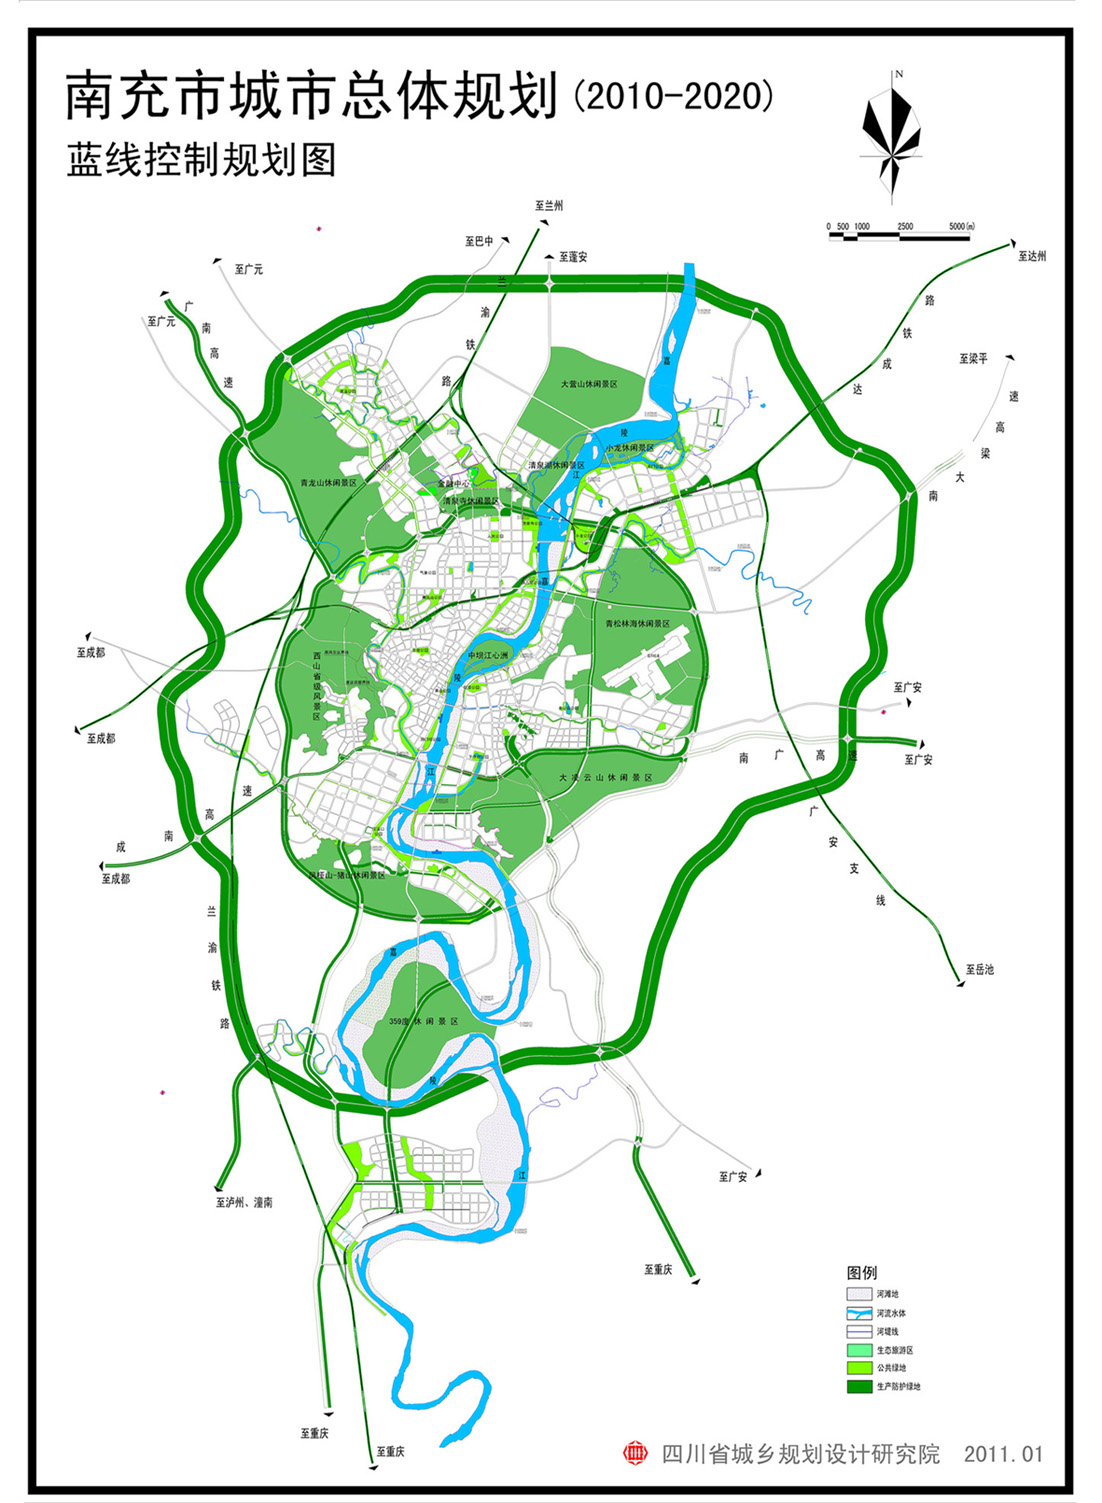 南充市城市总体规划(2010-2020)
蓝线控制规划图
N
0 500 1000 2500 5000(m)
至兰州
至巴中
至蓬安
至广元
至广元
至达州
至梁平
广南高速
兰渝铁路
达成铁路
南大梁高速
大营山休闲景区
小龙休闲景区
清泉湖休闲景区
青龙山休闲景区
金融中心
清泉寺休闲景区
嘉陵江
嘉陵江
青松林海休闲景区
中坝江心洲
西山省级风景区
至成都
至成都
至广安
至广安
南广高速
大凌云山休闲景区
成南高速
至成都
广安支线
至岳池
兰渝铁路
嘉陵江
359度休闲景区
至泸州、潼南
至广安
至重庆
至重庆
至重庆
图例
河滩地
河流水体
河堤线
生态旅游区
公共绿地
生产防护绿地
四川省城乡规划设计研究院 2011.01